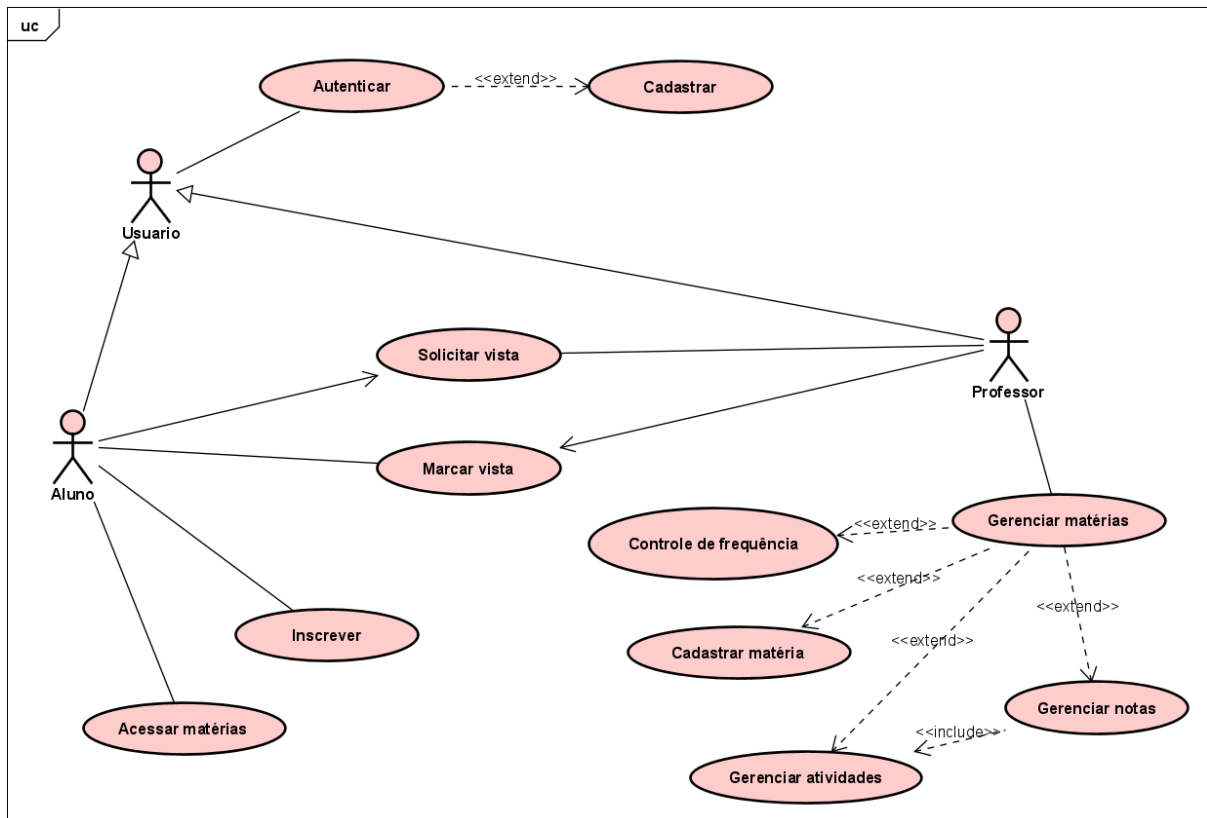 uc
Autenticar
<<extend>>
Cadastrar
Usuario
Solicitar vista
Professor
Aluno
Marcar vista
Gerenciar matérias
<<extend>>
Controle de frequência
<<extend>>
<<extend>>
<<extend>>
Inscrever
Cadastrar matéria
Gerenciar notas
Acessar matérias
<<include>>
Gerenciar atividades